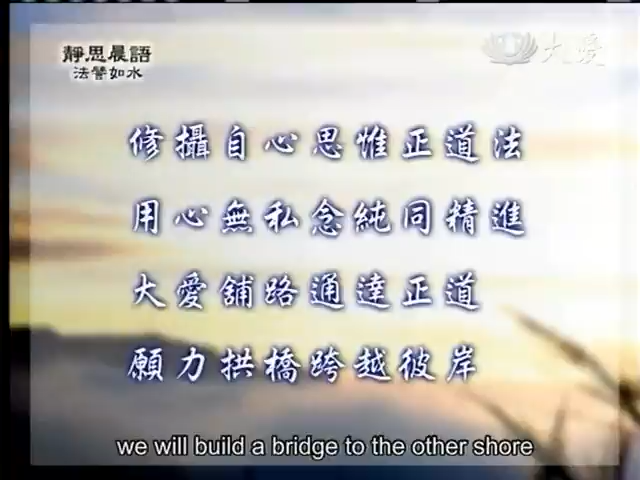 靜思晨語
法譬如水
大愛
修攝自心思惟正道法
用心無私念純同精進
大愛舖路通達正道
願力拱橋跨越彼岸
we will build a bridge to the other shore